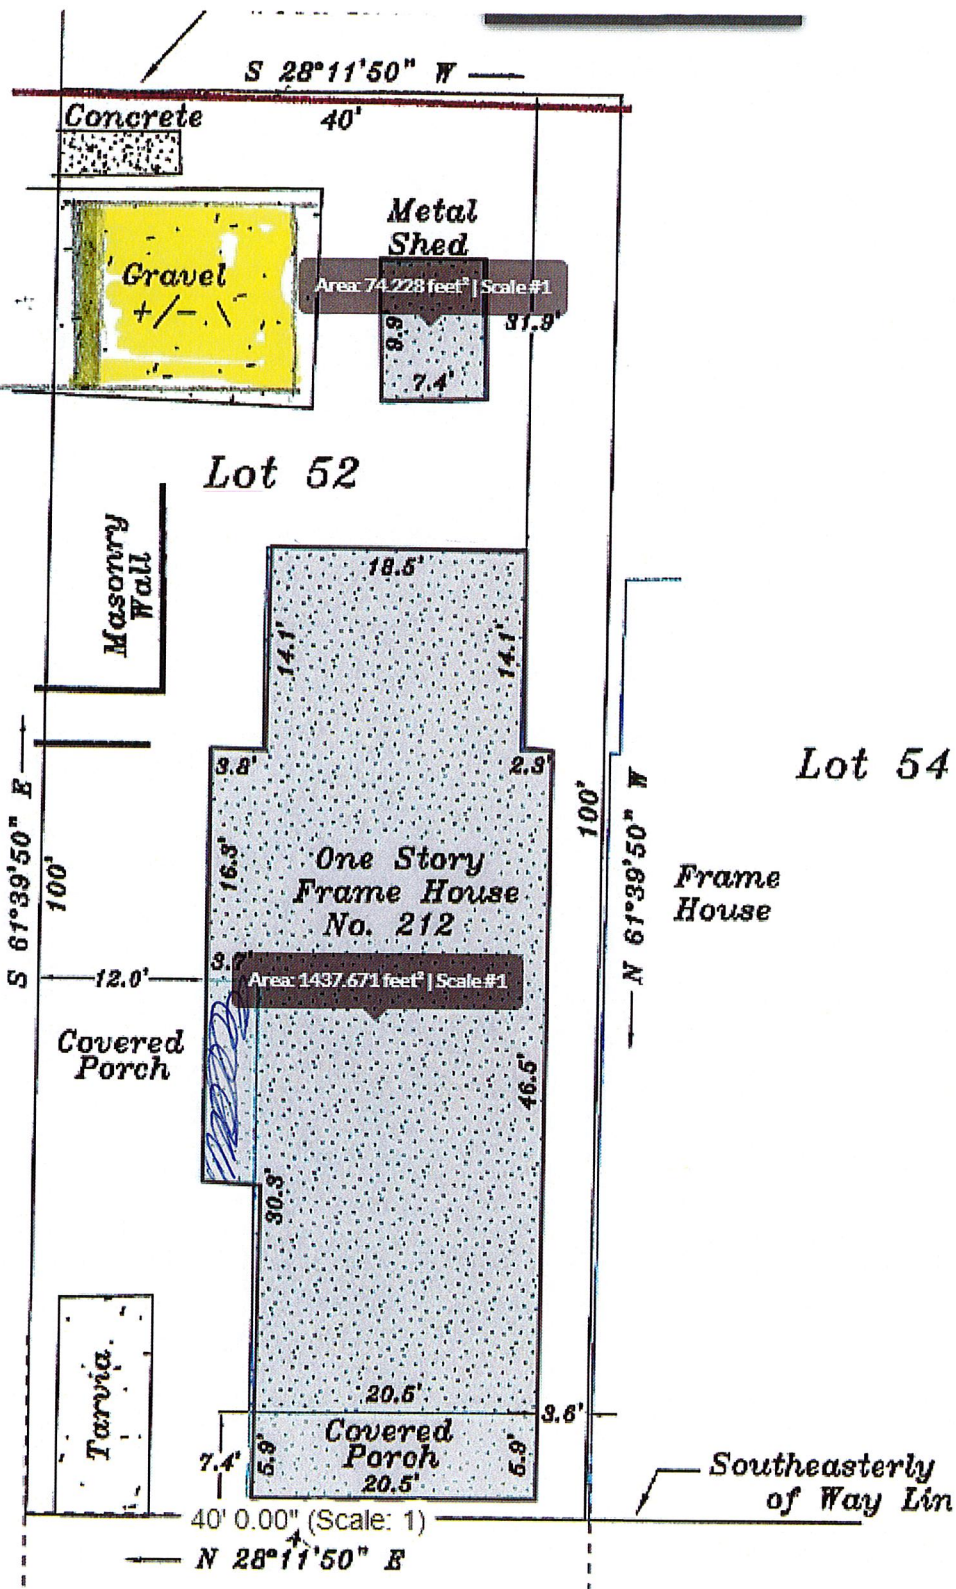 S 28°11'50" W
Concrete
40'
Metal
Shed
Gravel
+/-
Area: 74.228 feet² | Scale #1
31.9'
9.9'
7.4'
Lot 52
Masonry
Wall
18.5'
14.1'
14.1'
3.8'
2.3'
Lot 54
S 61°39'50" E
100'
100'
N 61°39'50" W
16.3'
One Story
Frame House
No. 212
Frame
House
3.7'
12.0'
Area: 1437.671 feet² | Scale #1
Covered
Porch
46.5'
30.3'
Tarvia
20.5'
3.6'
Covered
Porch
7.4'
5.9'
5.9'
20.5'
Southeasterly
of Way Lin
40' 0.00" (Scale: 1)
N 28°11'50" E